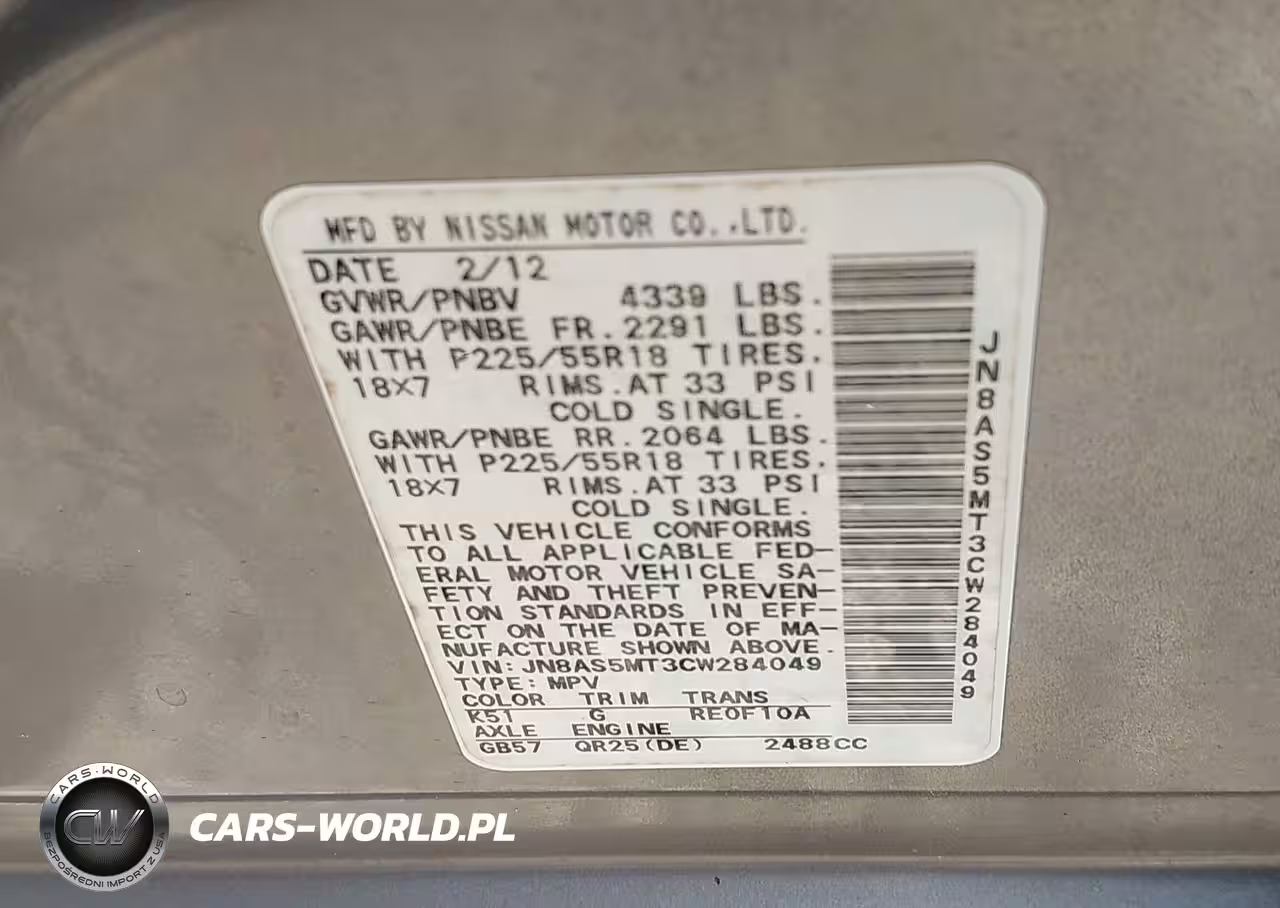 MFD BY NISSAN MOTOR CO.,LTD.
DATE 2/12
GVWR/PNBV 4339 LBS.
GAWR/PNBE FR.2291 LBS.
WITH P225/55R18 TIRES.
18X7 RIMS.AT 33 PSI
COLD SINGLE.
GAWR/PNBE RR.2064 LBS.
WITH P225/55R18 TIRES.
18X7 RIMS.AT 33 PSI
COLD SINGLE.
THIS VEHICLE CONFORMS
TO ALL APPLICABLE FED-
ERAL MOTOR VEHICLE SA-
FETY AND THEFT PREVEN-
TION STANDARDS IN EFF-
ECT ON THE DATE OF MA-
NUFACTURE SHOWN ABOVE.
VIN:JN8AS5MT3CW284049
TYPE:MPV
COLOR TRIM TRANS
K51 G RE0F10A
AXLE ENGINE
GB57 QR25(DE) 2488CC
JN8AS5MT3CW284049
CARS-WORLD
CW
BEZPOŚREDNI IMPORT Z USA
CARS-WORLD.PL